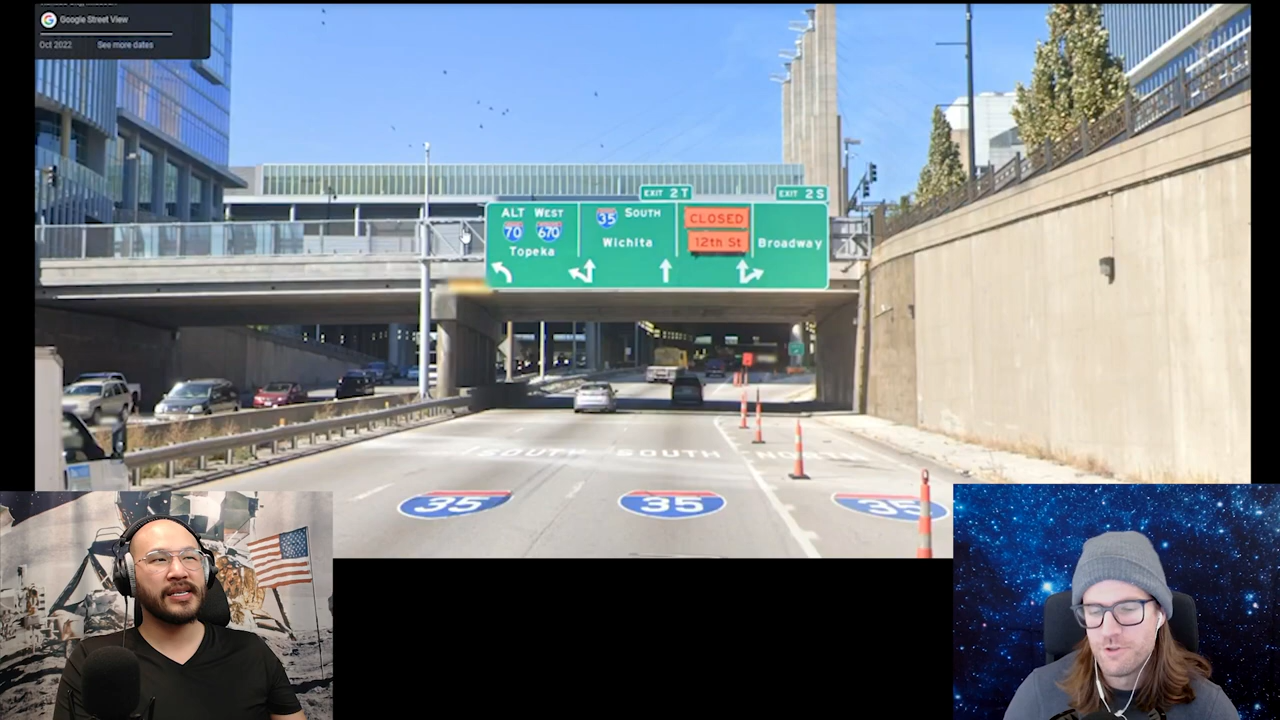 Google Street View
Oct 2022 See more dates
EXIT 2T
EXIT 2S
ALT WEST
70 670
Topeka
35 SOUTH
Wichita
CLOSED
12th St
Broadway
SOUTH SOUTH NORTH
35 35 35